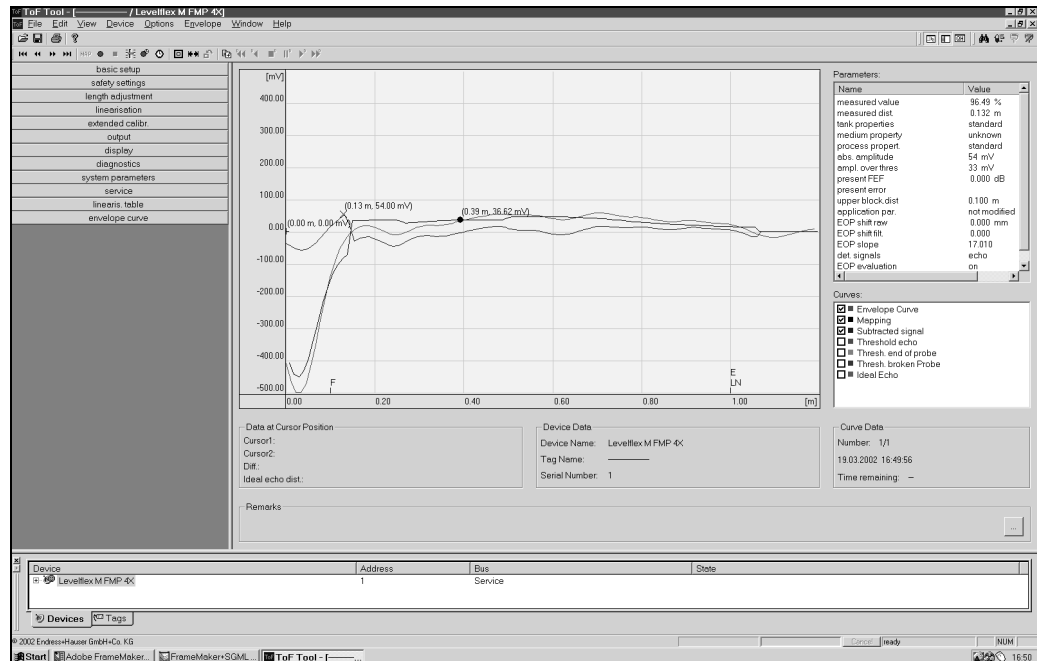 ToF Tool - [————— / Levelflex M FMP 4X]
File Edit View Device Options Envelope Window Help
basic setup
safety settings
length adjustment
linearisation
extended calibr.
output
display
diagnostics
system parameters
service
linearis. table
envelope curve
[mV]
400.00
300.00
200.00
100.00
0.00
-100.00
-200.00
-300.00
-400.00
-500.00
(0.00 m, 0.00 mV)
(0.13 m, 54.00 mV)
(0.39 m, 36.62 mV)
F
E
LN
0.00 0.20 0.40 0.60 0.80 1.00 [m]
Parameters:
Name Value
measured value 96.49 %
measured dist. 0.132 m
tank properties standard
medium property unknown
process propert. standard
abs. amplitude 54 mV
ampl. over thres 33 mV
present FEF 0.000 dB
present error
upper block.dist 0.100 m
application par. not modified
EOP shift raw 0.000 mm
EOP shift filt. 0.000
EOP slope 17.010
det. signals echo
EOP evaluation on
Curves:
Envelope Curve
Mapping
Subtracted signal
Threshold echo
Thresh. end of probe
Thresh. broken Probe
Ideal Echo
Data at Cursor Position
Cursor1:
Cursor2:
Diff.:
Ideal echo dist.:
Device Data
Device Name: Levelflex M FMP 4X
Tag Name: —————
Serial Number: 1
Curve Data
Number: 1/1
19.03.2002 16:49:56
Time remaining: –
Remarks
...
Device Address Bus State
Levelflex M FMP 4X 1 Service
Devices Tags
© 2002 Endress+Hauser GmbH+Co. KG
Cancel ready NUM
Start Adobe FrameMaker... FrameMaker+SGML... ToF Tool - [——... 16:50